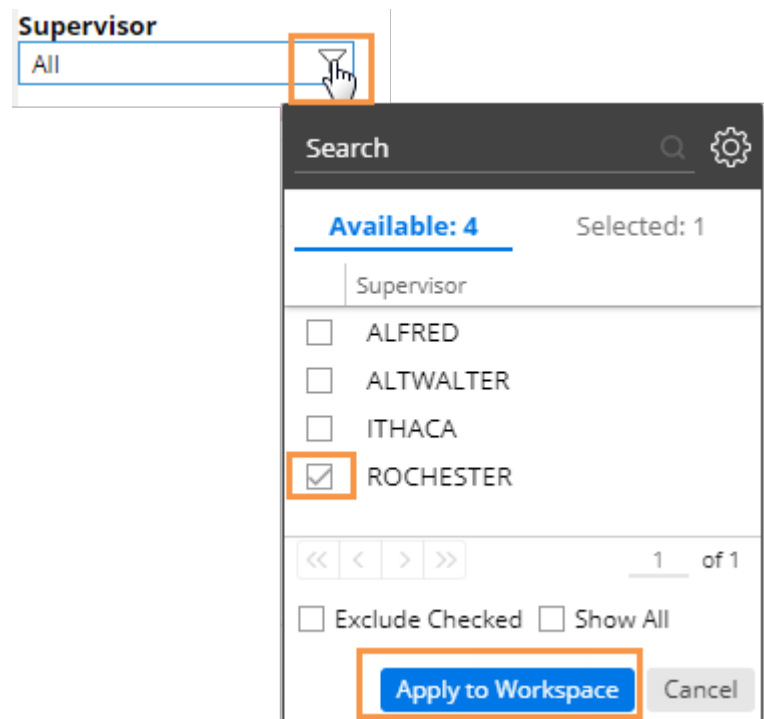 Supervisor
All
Search
Available: 4 Selected: 1
Supervisor
ALFRED
ALTWALTER
ITHACA
ROCHESTER
<< < > >> 1 of 1
Exclude Checked Show All
Apply to Workspace Cancel